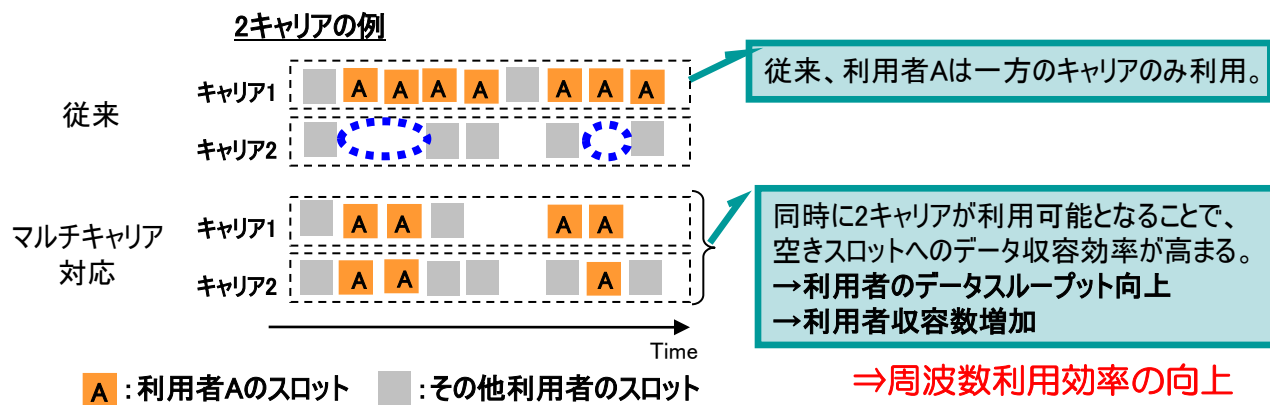 2キャリアの例
従来
キャリア1
A A A A A A A
キャリア2
従来、利用者Aは一方のキャリアのみ利用。
マルチキャリア
対応
キャリア1
A A A A
キャリア2
A A A
同時に2キャリアが利用可能となることで、
空きスロットへのデータ収容効率が高まる。
→利用者のデータスループット向上
→利用者収容数増加
Time
A :利用者Aのスロット :その他利用者のスロット
⇒周波数利用効率の向上